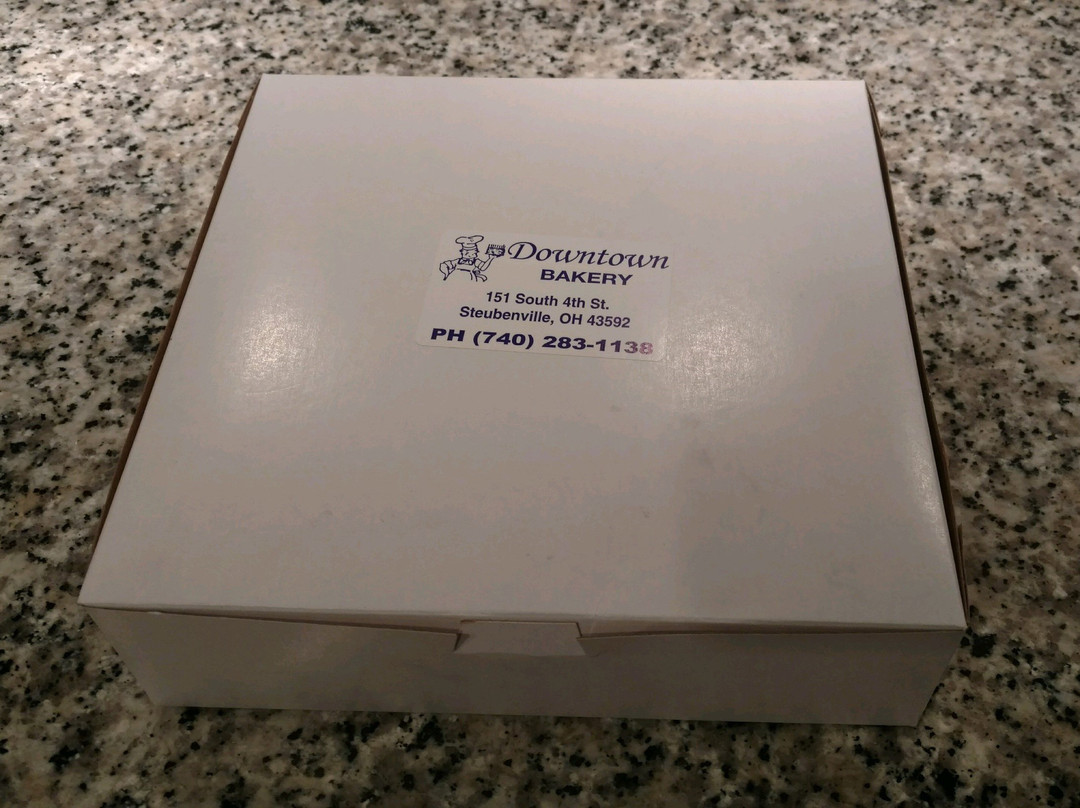 Downtown
BAKERY
151 South 4th St.
Steubenville, OH 43592
PH (740) 283-1138